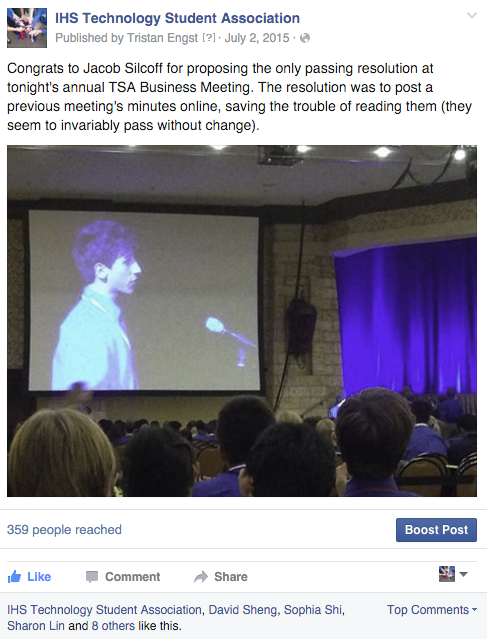 IHS Technology Student Association
Published by Tristan Engst [?] · July 2, 2015 ·
Congrats to Jacob Silcoff for proposing the only passing resolution at
tonight's annual TSA Business Meeting. The resolution was to post a
previous meeting's minutes online, saving the trouble of reading them (they
seem to invariably pass without change).
359 people reached
Boost Post
Like Comment Share
IHS Technology Student Association, David Sheng, Sophia Shi,
Sharon Lin and 8 others like this.
Top Comments